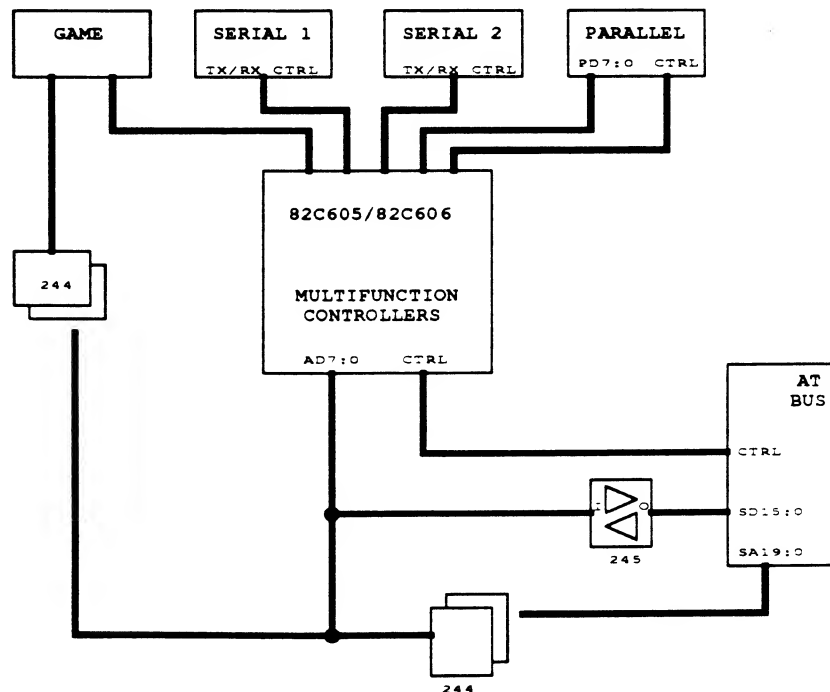 GAME
SERIAL 1
TX/RX CTRL
SERIAL 2
TX/RX CTRL
PARALLEL
PD7:0 CTRL
82C605/82C606
MULTIFUNCTION
CONTROLLERS
AD7:0 CTRL
244
AT
BUS
CTRL
SD15:0
SA19:0
I O
245
244